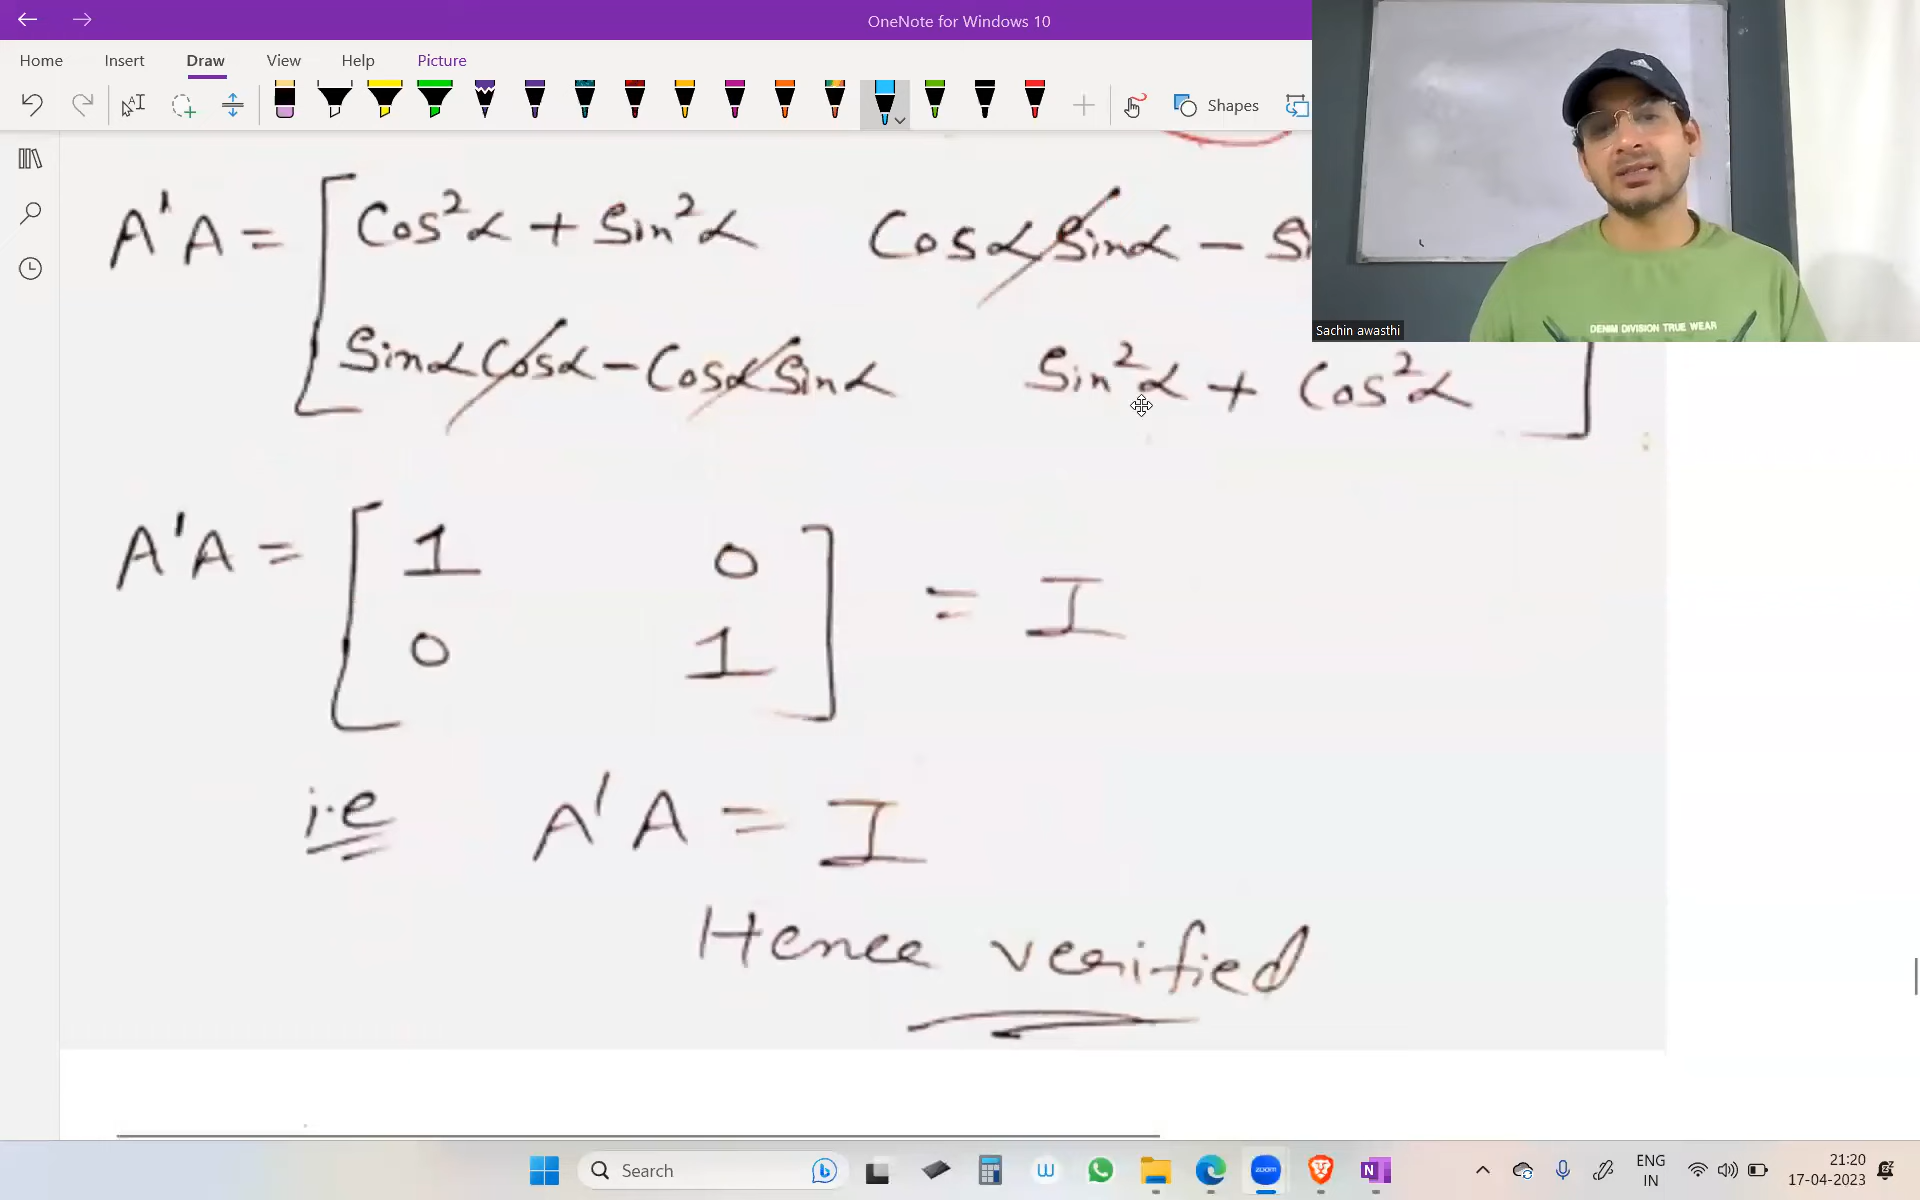 OneNote for Windows 10
Home Insert Draw View Help Picture
Shapes
DENIM DIVISION TRUE WEAR
Sachin awasthi
A'A = [ Cos²α + Sin²α Cosα Sinα - Si
Sinα Cosα - Cosα Sinα Sin²α + Cos²α ]
A'A = [ 1 0
0 1 ] = I
i.e A'A = I
Hence verified
Search
zoom
ENG
IN
21:20
17-04-2023